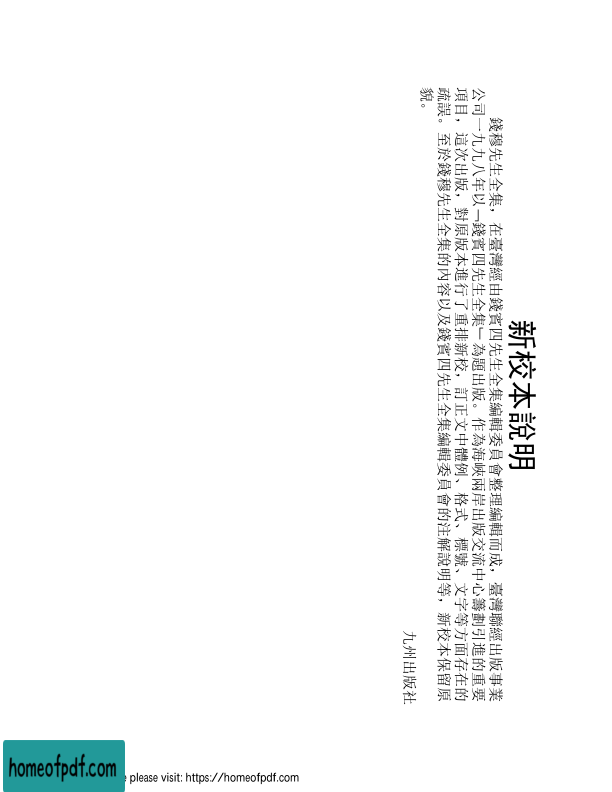 新校本說明
錢穆先生全集，在臺灣經由錢賓四先生全集編輯委員會整理編輯而成，臺灣聯經出版事業
公司一九九八年以「錢賓四先生全集」為題出版。作為海峽兩岸出版交流中心籌劃引進的重要
項目，這次出版，對原版本進行了重排新校，訂正文中體例、格式、標號、文字等方面存在的
疏誤。至於錢穆先生全集的內容以及錢賓四先生全集編輯委員會的注解說明等，新校本保留原
貌。
九州出版社
homeofpdf.com
please visit: https://homeofpdf.com